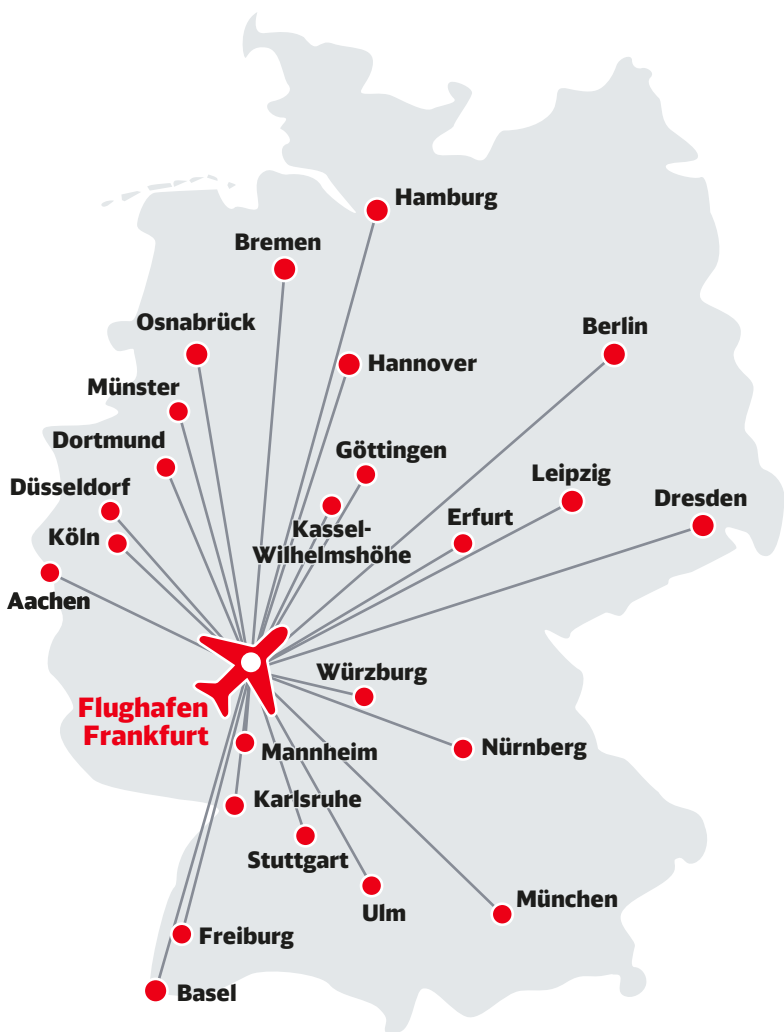 Hamburg
Bremen
Osnabrück
Berlin
Hannover
Münster
Dortmund
Göttingen
Düsseldorf
Leipzig
Dresden
Köln
Kassel-
Wilhelmshöhe
Erfurt
Aachen
Würzburg
Flughafen
Frankfurt
Mannheim
Nürnberg
Karlsruhe
Stuttgart
München
Ulm
Freiburg
Basel